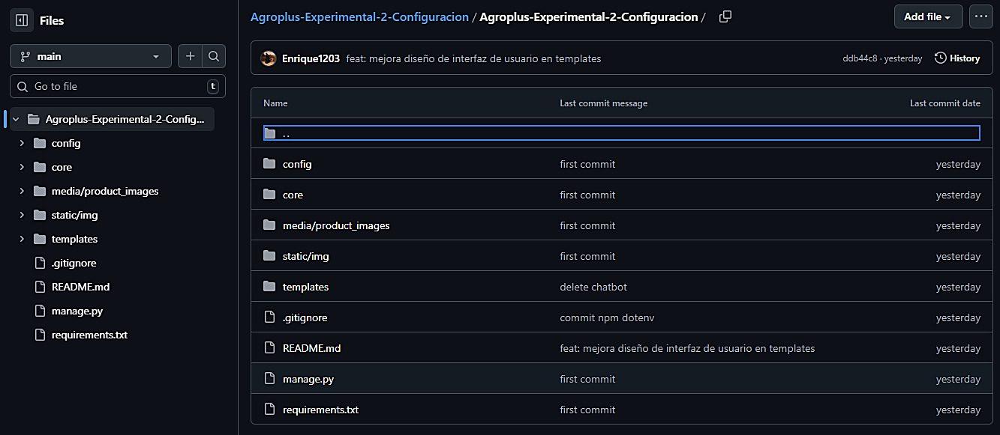 Files
main
Go to file
t
Agroplus-Experimental-2-Config...
config
core
media/product_images
static/img
templates
.gitignore
README.md
manage.py
requirements.txt
Agroplus-Experimental-2-Configuracion / Agroplus-Experimental-2-Configuracion /
Add file
Enrique1203 feat: mejora diseño de interfaz de usuario en templates ddb44c8 · yesterday History
Name Last commit message Last commit date
..
config first commit yesterday
core first commit yesterday
media/product_images first commit yesterday
static/img first commit yesterday
templates delete chatbot yesterday
.gitignore commit npm dotenv yesterday
README.md feat: mejora diseño de interfaz de usuario en templates yesterday
manage.py first commit yesterday
requirements.txt first commit yesterday